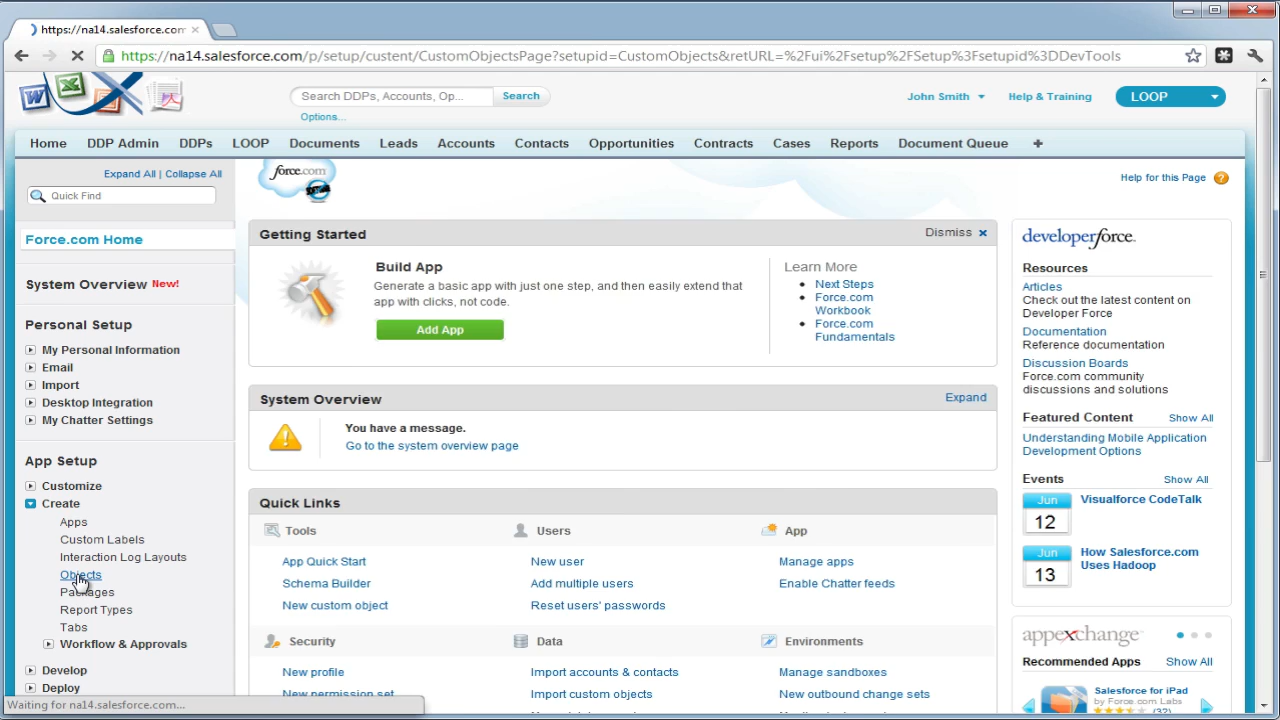 https://na14.salesforce.com
https://na14.salesforce.com/p/setup/custent/CustomObjectsPage?setupid=CustomObjects&retURL=%2Fui%2Fsetup%2FSetup%3Fsetupid%3DDevTools
Search DDPs, Accounts, Op...
Search
Options...
John Smith
Help & Training
LOOP
Home
DDP Admin
DDPs
LOOP
Documents
Leads
Accounts
Contacts
Opportunities
Contracts
Cases
Reports
Document Queue
+
Expand All | Collapse All
Quick Find
Force.com Home
System Overview New!
Personal Setup
My Personal Information
Email
Import
Desktop Integration
My Chatter Settings
App Setup
Customize
Create
Apps
Custom Labels
Interaction Log Layouts
Objects
Packages
Report Types
Tabs
Workflow & Approvals
Develop
Deploy
Waiting for na14.salesforce.com...
force.com
Help for this Page
Getting Started
Dismiss
Build App
Generate a basic app with just one step, and then easily extend that
app with clicks, not code.
Add App
Learn More
Next Steps
Force.com
Workbook
Force.com
Fundamentals
System Overview
Expand
You have a message.
Go to the system overview page
Quick Links
Tools
App Quick Start
Schema Builder
New custom object
Users
New user
Add multiple users
Reset users' passwords
App
Manage apps
Enable Chatter feeds
Security
New profile
New permission set
Data
Import accounts & contacts
Import custom objects
Environments
Manage sandboxes
New outbound change sets
developerforce.
Resources
Articles
Check out the latest content on
Developer Force
Documentation
Reference documentation
Discussion Boards
Force.com community
discussions and solutions
Featured Content
Show All
Understanding Mobile Application
Development Options
Events
Show All
Jun
12
Visualforce CodeTalk
Jun
13
How Salesforce.com
Uses Hadoop
appexchange
Recommended Apps
Show All
Salesforce for iPad
by Force.com Labs
(32)